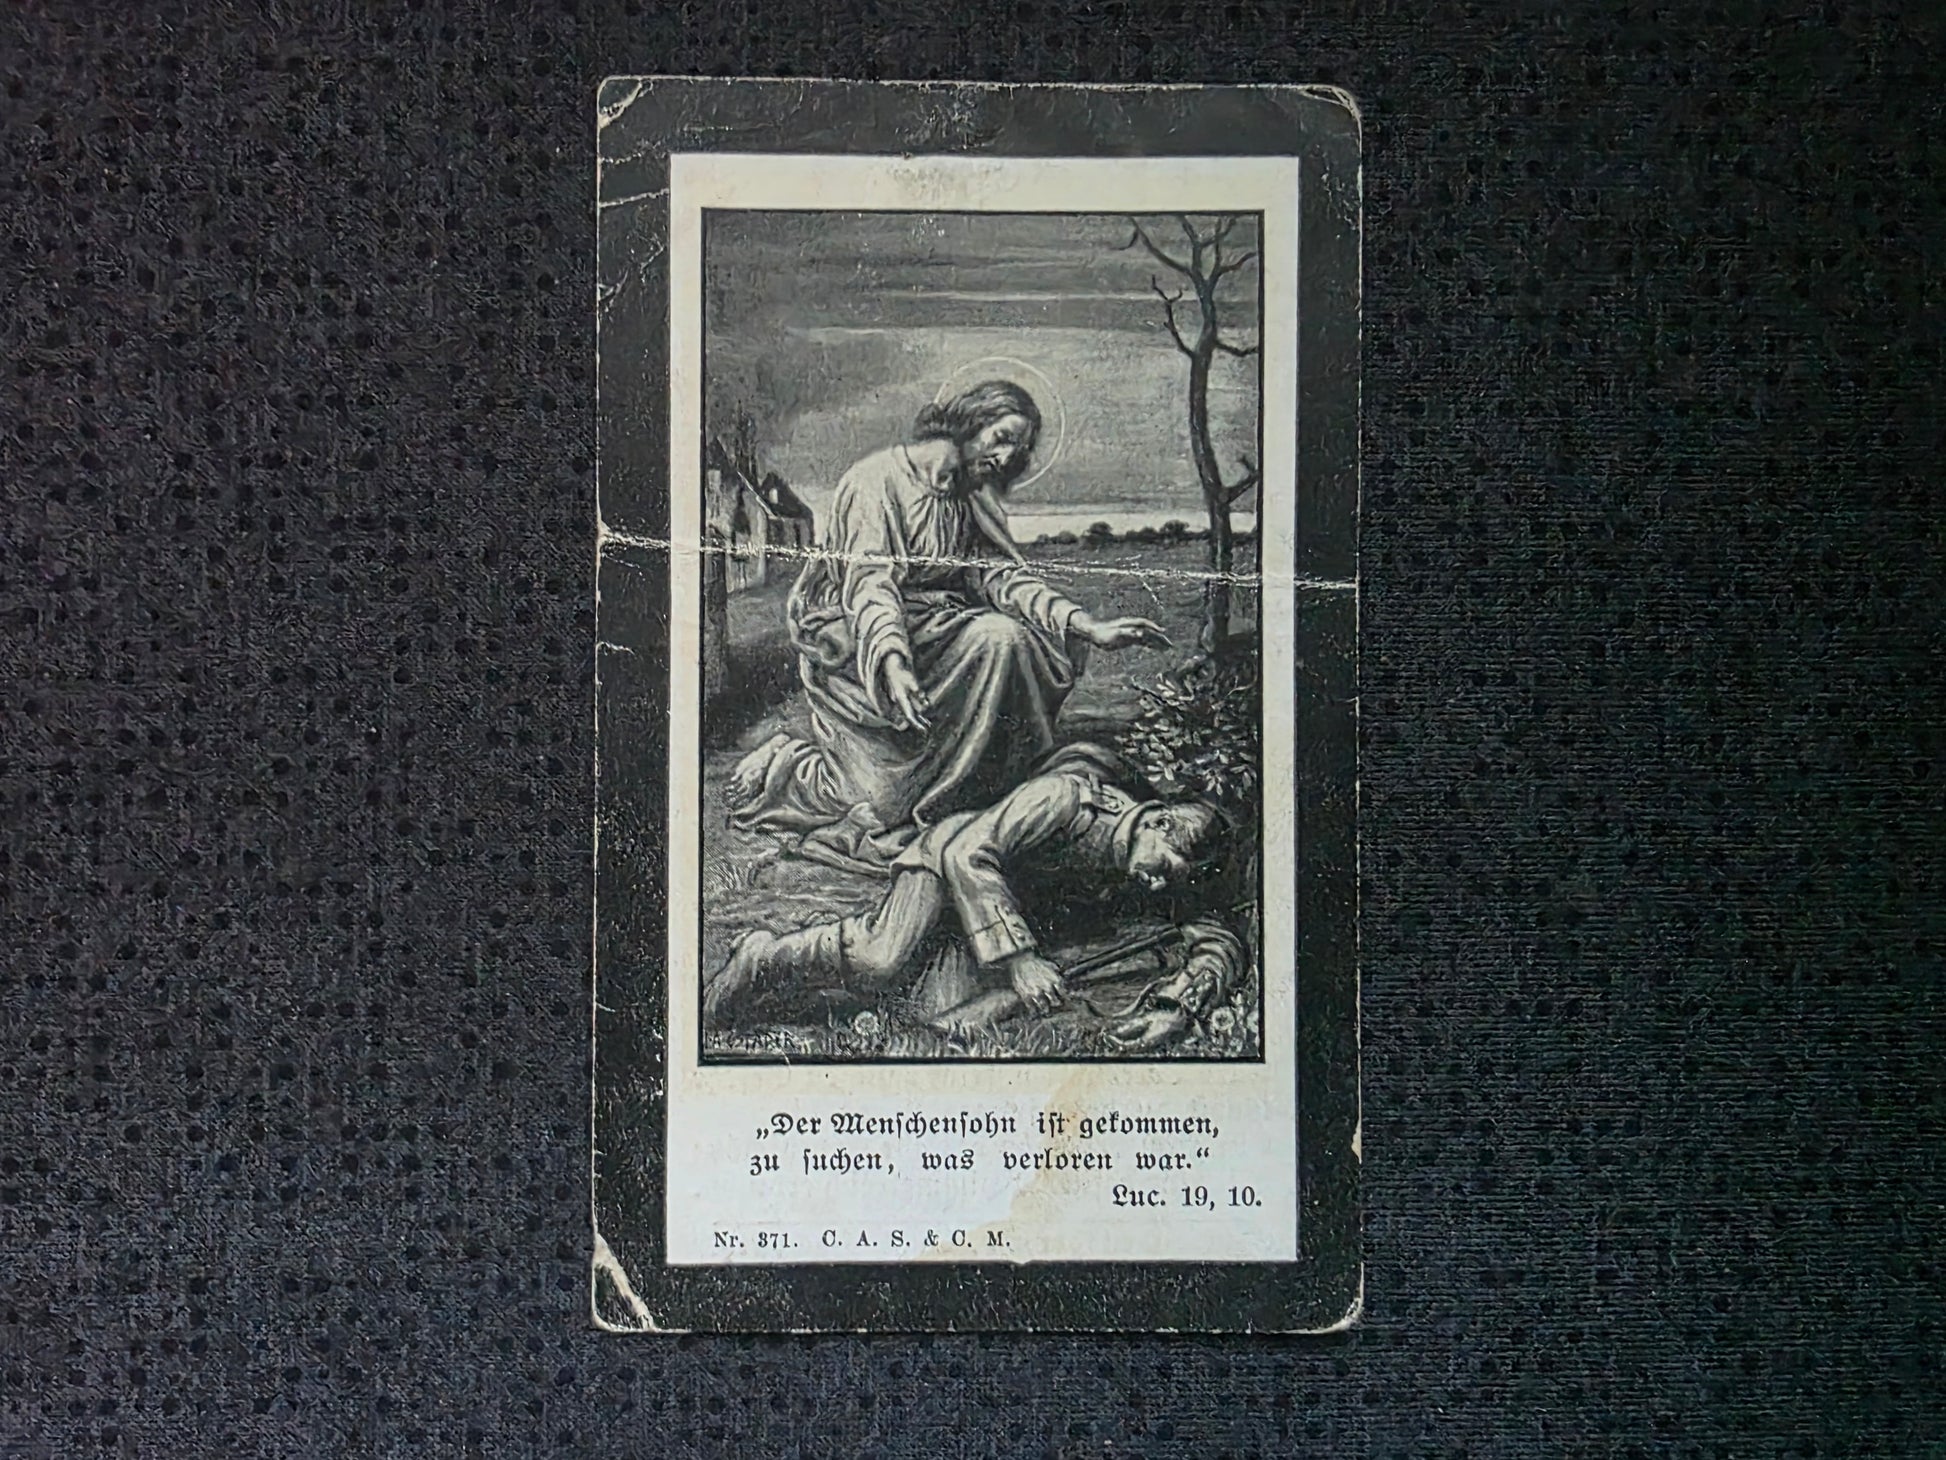 „Der Menschensohn ist gekommen,
zu suchen, was verloren war.“
Luc. 19, 10.
Nr. 371. C. A. S. & C. M.